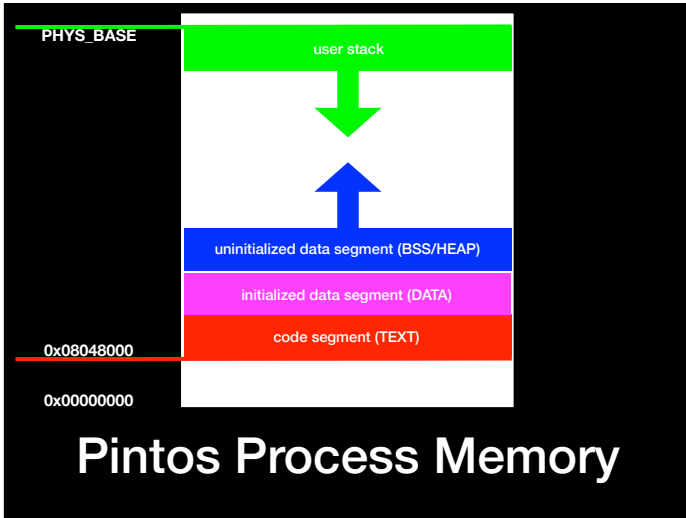 PHYS_BASE
user stack
uninitialized data segment (BSS/HEAP)
initialized data segment (DATA)
code segment (TEXT)
0x08048000
0x00000000
Pintos Process Memory